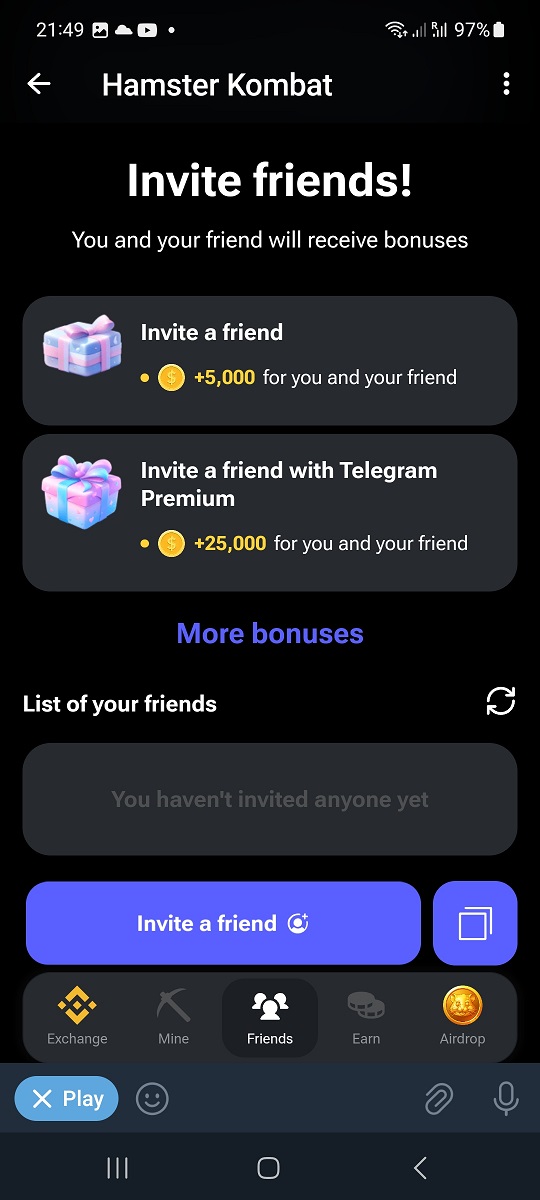 21:49 97%
Hamster Kombat
Invite friends!
You and your friend will receive bonuses
Invite a friend
+5,000 for you and your friend
Invite a friend with Telegram
Premium
+25,000 for you and your friend
More bonuses
List of your friends
You haven't invited anyone yet
Invite a friend
Exchange Mine Friends Earn Airdrop
Play